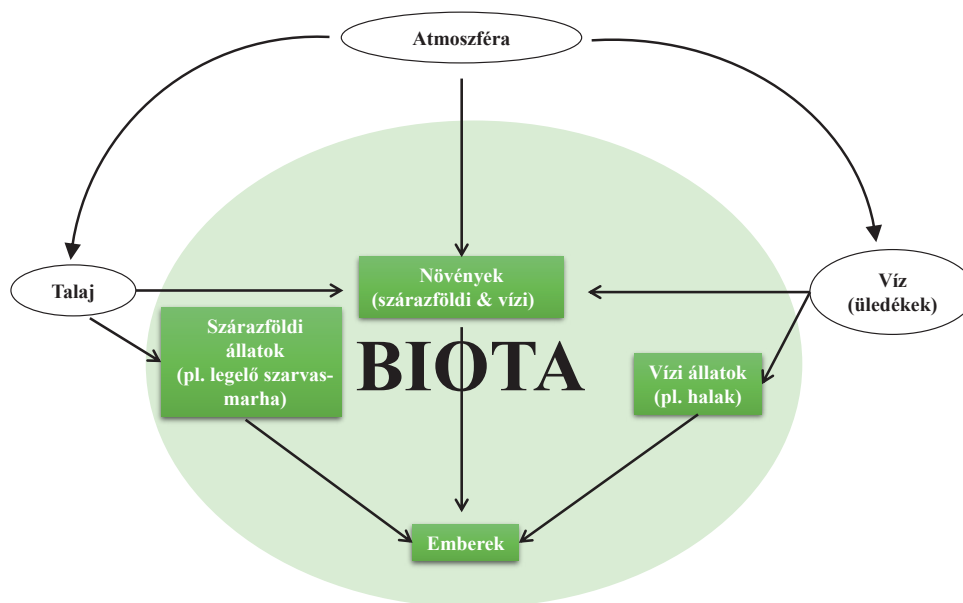 Atmoszféra
Növények
(szárazföldi & vízi)
Talaj
Víz
(üledékek)
Szárazföldi
állatok
(pl. legelő szarvas-
marha)
BIOTA
Vízi állatok
(pl. halak)
Emberek